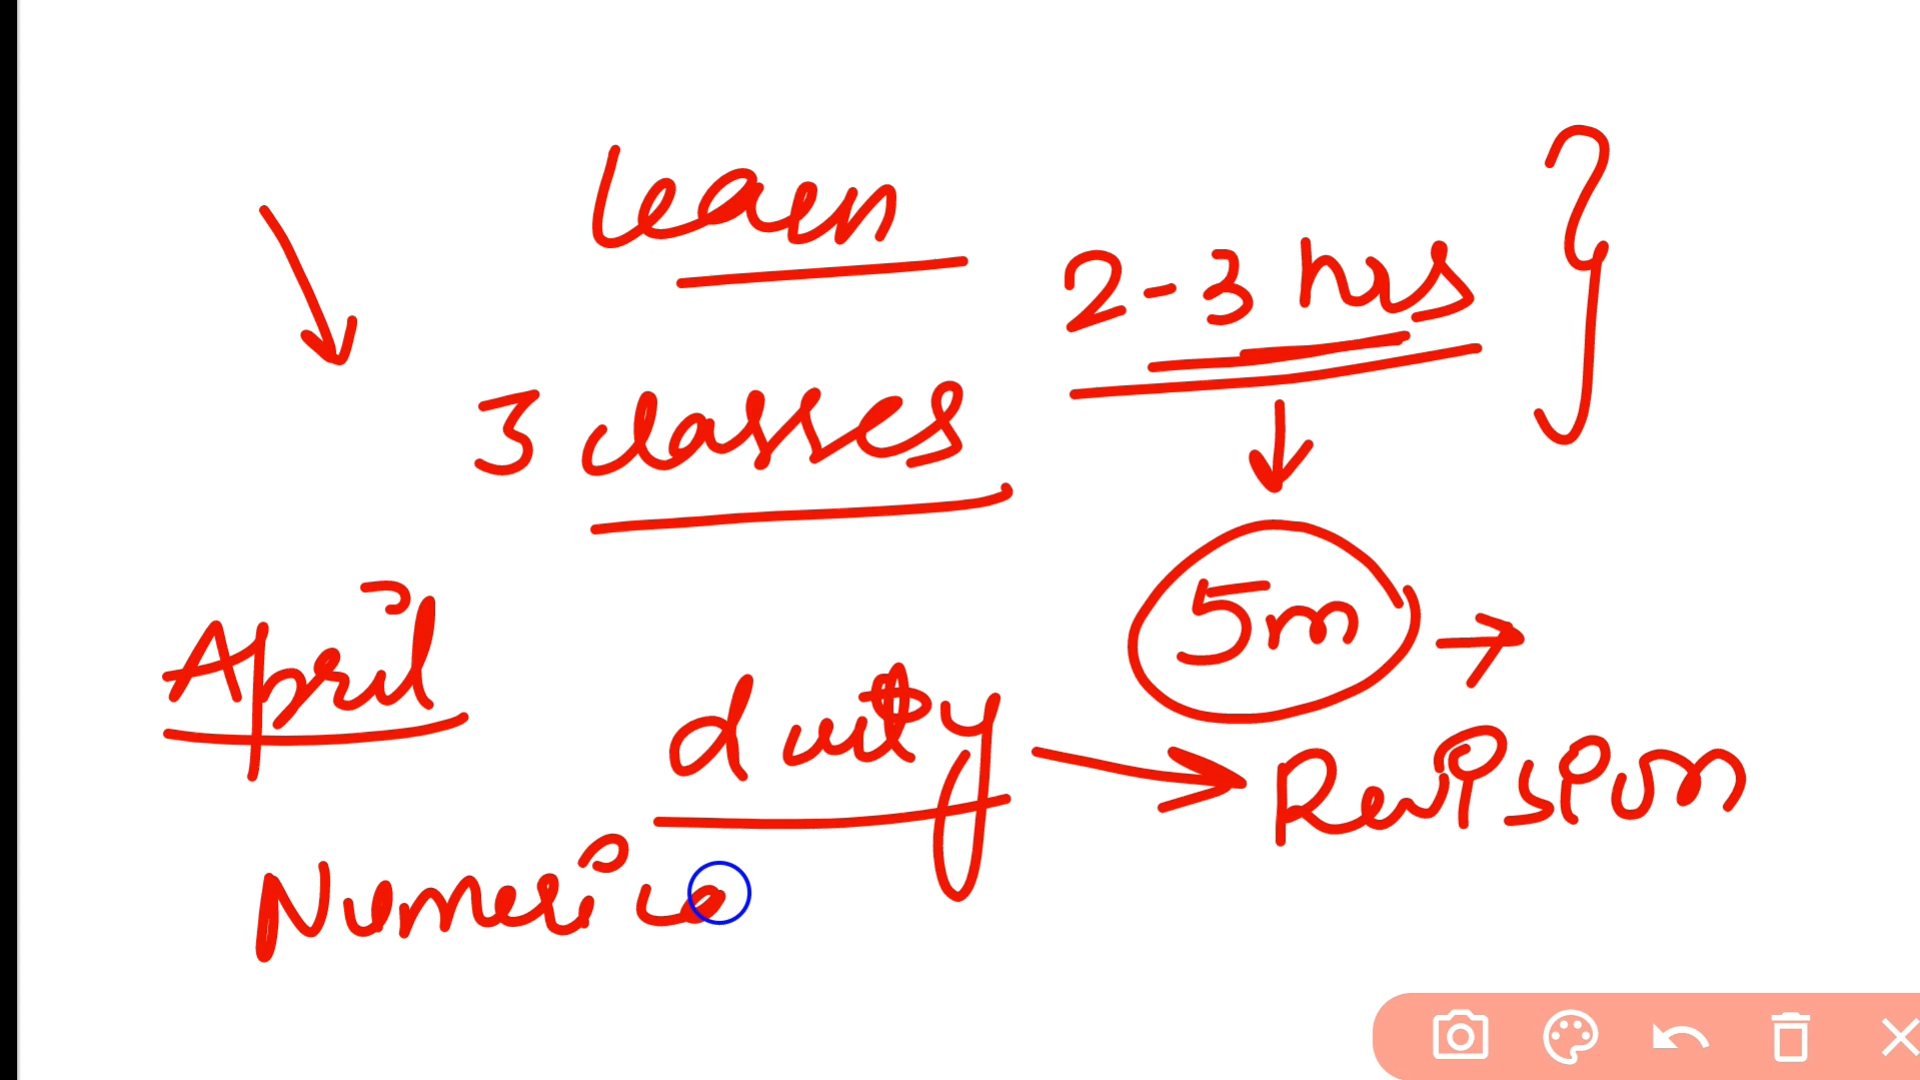 learn
2-3 hrs
3 classes
5m
April
duty → Revision
Numerica